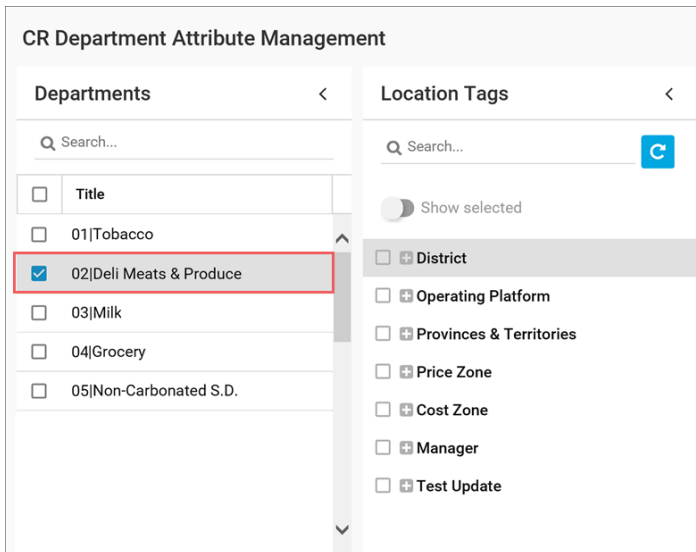 CR Department Attribute Management
Departments
Search...
Title
01|Tobacco
02|Deli Meats & Produce
03|Milk
04|Grocery
05|Non-Carbonated S.D.
Location Tags
Search...
Show selected
District
Operating Platform
Provinces & Territories
Price Zone
Cost Zone
Manager
Test Update